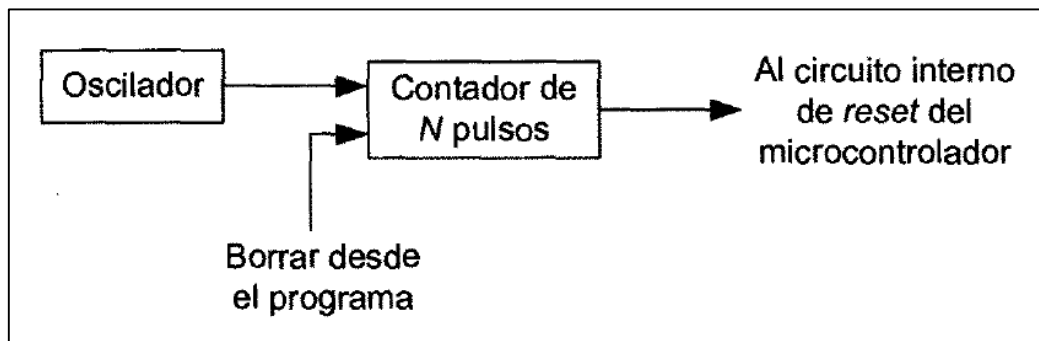 Oscilador
Contador de
N pulsos
Al circuito interno
de reset del
microcontrolador
Borrar desde
el programa